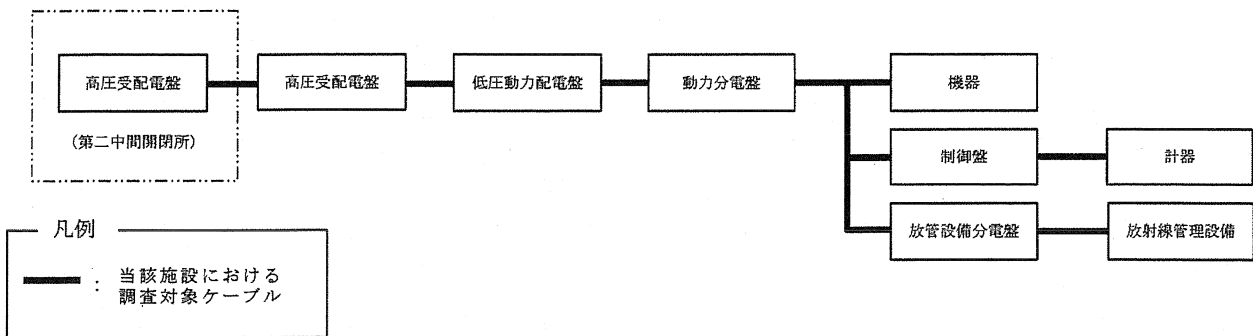 高圧受配電盤
(第二中間開閉所)
高圧受配電盤
低圧動力配電盤
動力分電盤
機器
制御盤
計器
放管設備分電盤
放射線管理設備
凡例
: 当該施設における
調査対象ケーブル